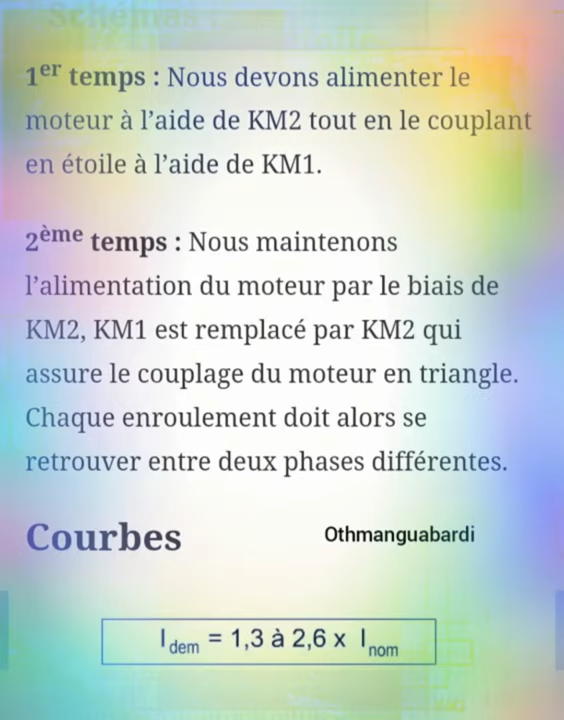 Schémas
1er temps : Nous devons alimenter le
moteur à l’aide de KM2 tout en le couplant
en étoile à l’aide de KM1.
2ème temps : Nous maintenons
l’alimentation du moteur par le biais de
KM2, KM1 est remplacé par KM2 qui
assure le couplage du moteur en triangle.
Chaque enroulement doit alors se
retrouver entre deux phases différentes.
Courbes
Othmanguabardi
I dem = 1,3 à 2,6 x I nom